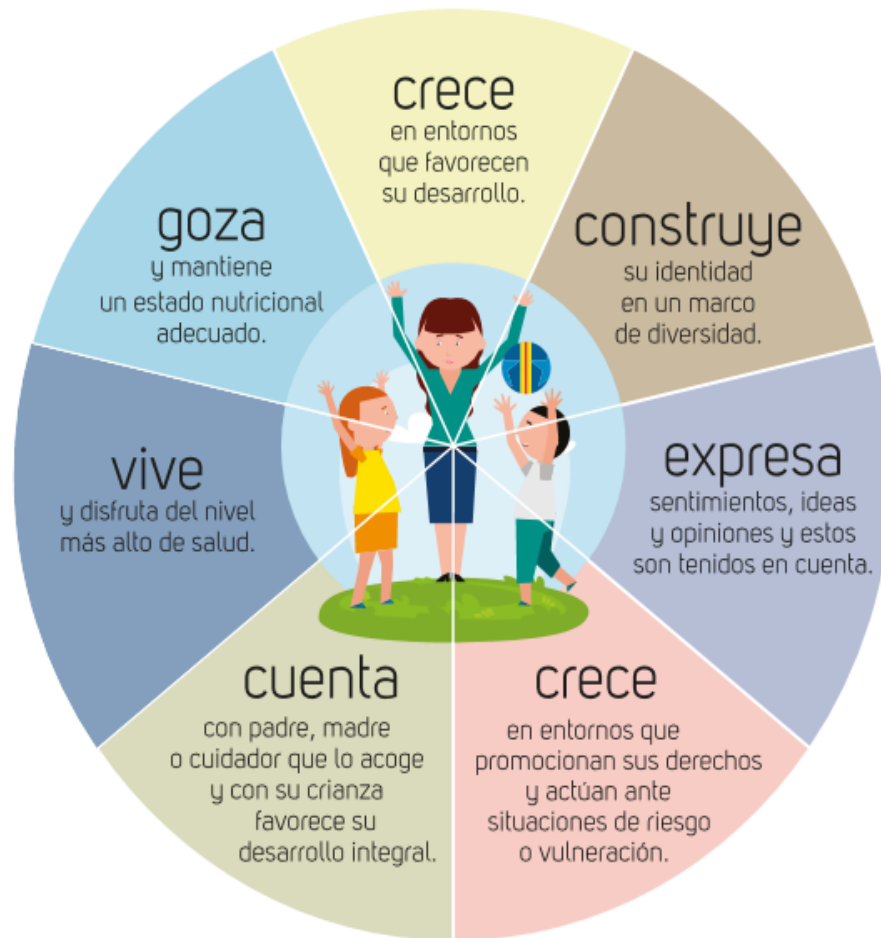 crece
en entornos
que favorecen
su desarrollo.
construye
su identidad
en un marco
de diversidad.
expresa
sentimientos, ideas
y opiniones y estos
son tenidos en cuenta.
crece
en entornos que
promocionan sus derechos
y actúan ante
situaciones de riesgo
o vulneración.
cuenta
con padre, madre
o cuidador que lo acoge
y con su crianza
favorece su
desarrollo integral.
vive
y disfruta del nivel
más alto de salud.
goza
y mantiene
un estado nutricional
adecuado.